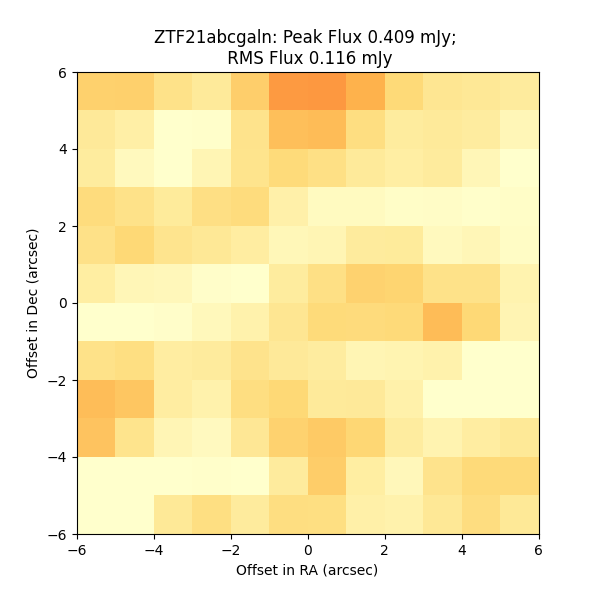 ZTF21abcgaln: Peak Flux 0.409 mJy;
RMS Flux 0.116 mJy
6
4
2
0
−2
−4
−6
Offset in Dec (arcsec)
−6 −4 −2 0 2 4 6
Offset in RA (arcsec)